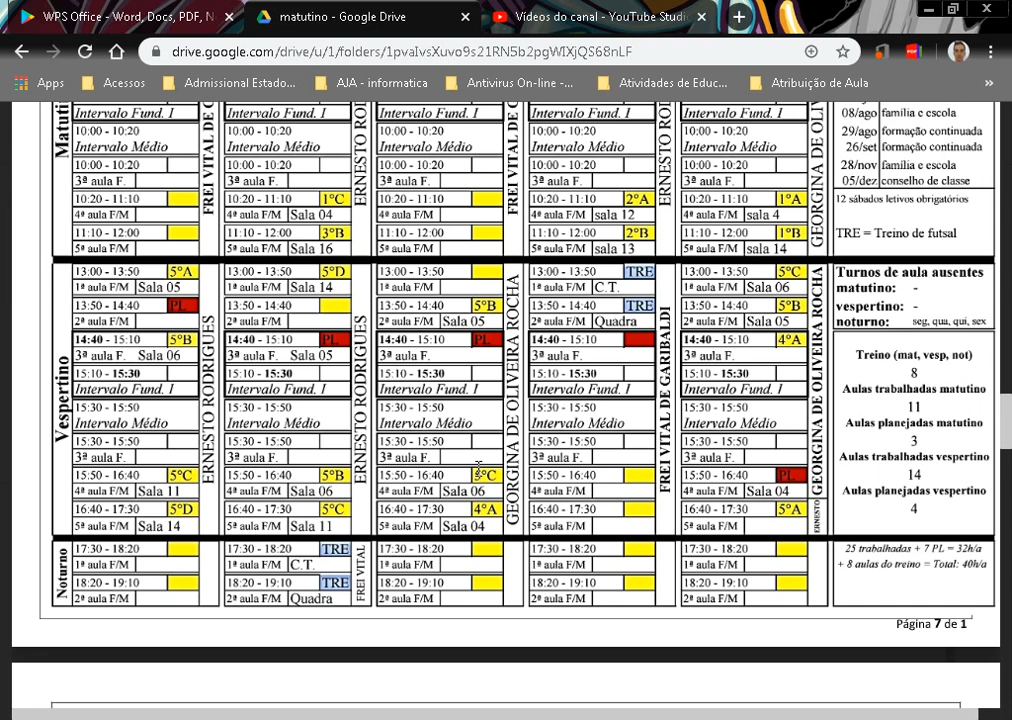 WPS Office - Word, Docs, PDF, N
matutino - Google Drive
Vídeos do canal - YouTube Studi
drive.google.com/drive/u/1/folders/1pvaIvsXuvo9s21RN5b2pgWIXjQS68nLF
Apps Acessos Admissional Estado... AJA - informatica Antivirus On-line -... Atividades de Educ... Atribuição de Aula »
Intervalo Fund. I Intervalo Fund. I Intervalo Fund. I Intervalo Fund. I Intervalo Fund. I 08/ago família e escola
10:00 - 10:20 10:00 - 10:20 10:00 - 10:20 10:00 - 10:20 10:00 - 10:20 29/ago formação continuada
Intervalo Médio Intervalo Médio Intervalo Médio Intervalo Médio Intervalo Médio 26/set formação continuada
10:00 - 10:20 10:00 - 10:20 10:00 - 10:20 10:00 - 10:20 10:00 - 10:20 28/nov família e escola
3ª aula F. 3ª aula F. 3ª aula F. 3ª aula F. 3ª aula F. 05/dez conselho de classe
10:20 - 11:10 10:20 - 11:10 1ºC 10:20 - 11:10 10:20 - 11:10 2ºA 10:20 - 11:10 1ºA 12 sábados letivos obrigatórios
4ª aula F/M 4ª aula F/M Sala 04 4ª aula F/M 4ª aula F/M sala 12 4ª aula F/M sala 4
11:10 - 12:00 11:10 - 12:00 3ºB 11:10 - 12:00 11:10 - 12:00 2ºB 11:10 - 12:00 1ºB TRE = Treino de futsal
5ª aula F/M 5ª aula F/M Sala 16 5ª aula F/M 5ª aula F/M sala 13 5ª aula F/M sala 14
Matuti
FREI VITAL DE
ERNESTO ROD
FREI VITAL DE
ERNESTO ROD
GEORGINA DE OLI
13:00 - 13:50 5ºA 13:00 - 13:50 5ºD 13:00 - 13:50 13:00 - 13:50 TRE 13:00 - 13:50 5ºC Turnos de aula ausentes
1ª aula F/M Sala 05 1ª aula F/M Sala 14 1ª aula F/M 1ª aula F/M C.T. 1ª aula F/M Sala 06 matutino: -
13:50 - 14:40 PL 13:50 - 14:40 13:50 - 14:40 5ºB 13:50 - 14:40 TRE 13:50 - 14:40 5ºB vespertino: -
2ª aula F/M 2ª aula F/M 2ª aula F/M Sala 05 2ª aula F/M Quadra 2ª aula F/M Sala 05 noturno: seg, qua, qui, sex
14:40 - 15:10 5ºB 14:40 - 15:10 PL 14:40 - 15:10 PL 14:40 - 15:10 14:40 - 15:10 4ºA
3ª aula F. Sala 06 3ª aula F. Sala 05 3ª aula F. 3ª aula F. 3ª aula F. Treino (mat, vesp, not)
15:10 - 15:30 15:10 - 15:30 15:10 - 15:30 15:10 - 15:30 15:10 - 15:30 8
Intervalo Fund. I Intervalo Fund. I Intervalo Fund. I Intervalo Fund. I Intervalo Fund. I Aulas trabalhadas matutino
15:30 - 15:50 15:30 - 15:50 15:30 - 15:50 15:30 - 15:50 15:30 - 15:50 11
Intervalo Médio Intervalo Médio Intervalo Médio Intervalo Médio Intervalo Médio Aulas planejadas matutino
15:30 - 15:50 15:30 - 15:50 15:30 - 15:50 15:30 - 15:50 15:30 - 15:50 3
3ª aula F. 3ª aula F. 3ª aula F. 3ª aula F. 3ª aula F. Aulas trabalhadas vespertino
15:50 - 16:40 5ºC 15:50 - 16:40 5ºB 15:50 - 16:40 15:50 - 16:40 15:50 - 16:40 PL 14
4ª aula F/M Sala 11 4ª aula F/M Sala 06 4ª aula F/M Sala 06 4ª aula F/M 4ª aula F/M Sala 04 Aulas planejadas vespertino
16:40 - 17:30 5ºD 16:40 - 17:30 5ºC 16:40 - 17:30 4ºA 16:40 - 17:30 16:40 - 17:30 5ºA 4
5ª aula F/M Sala 14 5ª aula F/M Sala 11 5ª aula F/M Sala 04 5ª aula F/M 5ª aula F/M
Vespertino
ERNESTO RODRIGUES
ERNESTO RODRIGUES
GEORGINA DE OLIVEIRA ROCHA
FREI VITAL DE GARIBALDI
GEORGINA DE OLIVEIRA ROCHA
ERNESTO
17:30 - 18:20 17:30 - 18:20 TRE 17:30 - 18:20 17:30 - 18:20 17:30 - 18:20 25 trabalhadas + 7 PL = 32h/a
1ª aula F/M 1ª aula F/M C.T. 1ª aula F/M 1ª aula F/M 1ª aula F/M + 8 aulas do treino = Total: 40h/a
18:20 - 19:10 18:20 - 19:10 TRE 18:20 - 19:10 18:20 - 19:10 18:20 - 19:10
2ª aula F/M 2ª aula F/M Quadra 2ª aula F/M 2ª aula F/M 2ª aula F/M
Noturno
FREI VITAL
Página 7 de 1